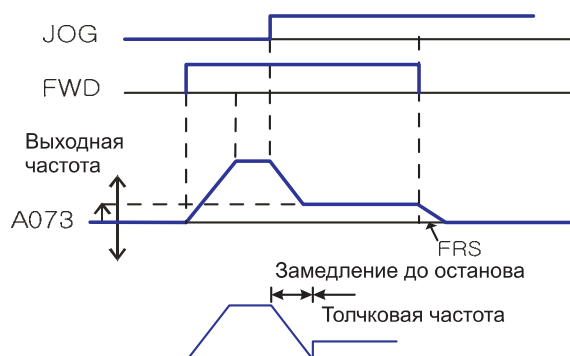 JOG
FWD
Выходная
частота
A073
FRS
Замедление до останова
Толчковая частота